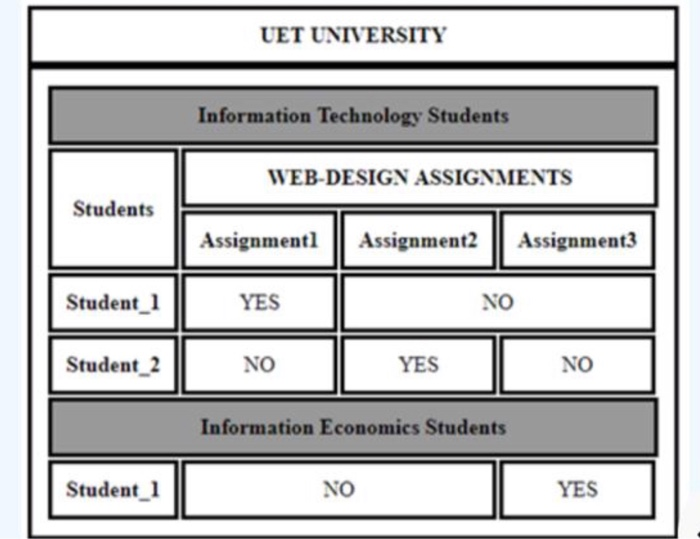 UET UNIVERSITY
Information Technology Students
Students
WEB-DESIGN ASSIGNMENTS
Assignment1 Assignment2 Assignment3
Student_1 YES NO
Student_2 NO YES NO
Information Economics Students
Student_1 NO YES